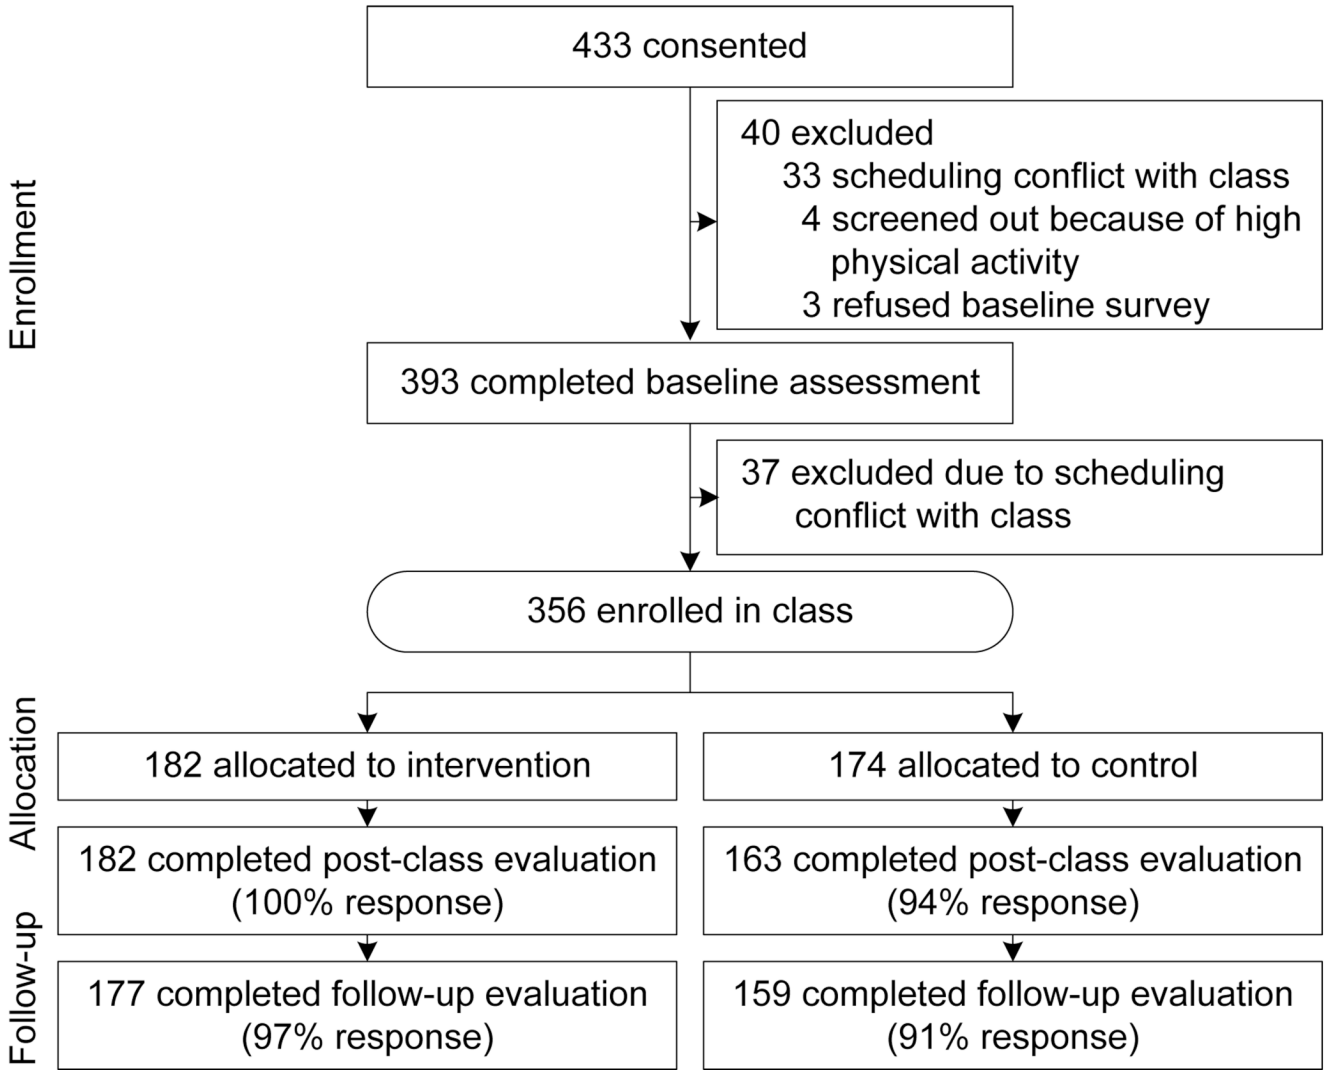 433 consented
40 excluded
33 scheduling conflict with class
4 screened out because of high
physical activity
3 refused baseline survey
Enrollment
393 completed baseline assessment
37 excluded due to scheduling
conflict with class
356 enrolled in class
Allocation
182 allocated to intervention
174 allocated to control
182 completed post-class evaluation
(100% response)
163 completed post-class evaluation
(94% response)
Follow-up
177 completed follow-up evaluation
(97% response)
159 completed follow-up evaluation
(91% response)